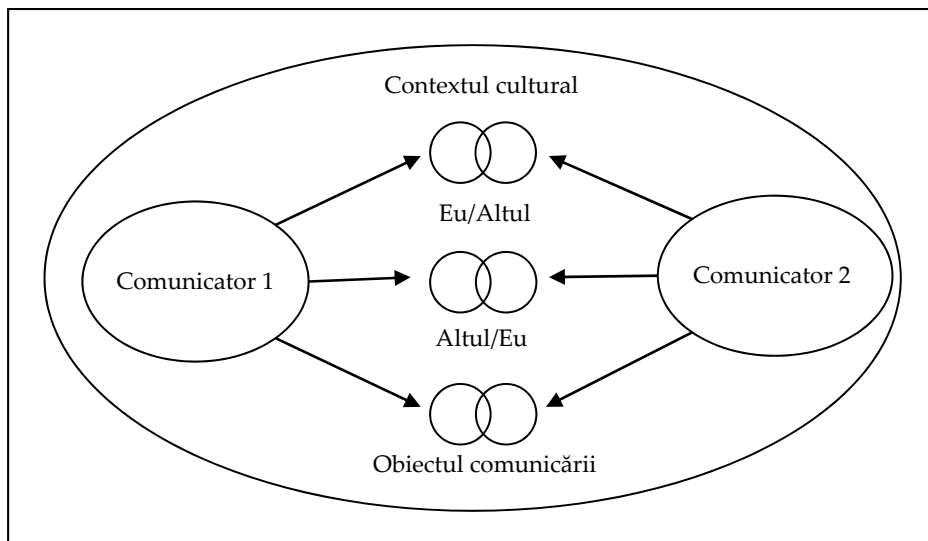 Contextul cultural
Eu/Altul
Comunicator 1
Comunicator 2
Altul/Eu
Obiectul comunicării